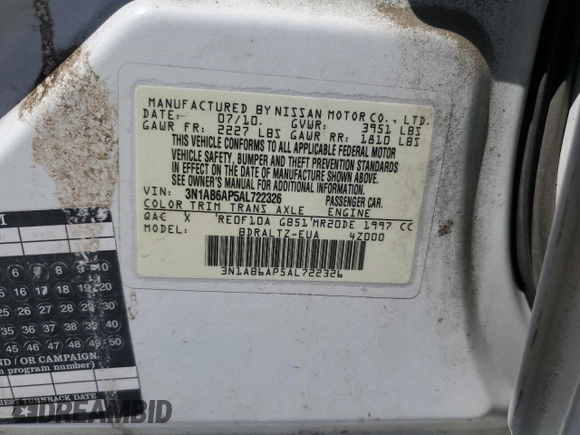 MANUFACTURED BY NISSAN MOTOR CO., LTD.
DATE: 07/10. GVWR: 3951 LBS
GAWR FR: 2227 LBS GAWR RR: 1810 LBS
THIS VEHICLE CONFORMS TO ALL APPLICABLE FEDERAL MOTOR
VEHICLE SAFETY, BUMPER AND THEFT PREVENTION STANDARDS
IN EFFECT ON THE DATE OF MANUFACTURE SHOWN ABOVE.
SEE OWNER'S MANUAL FOR ADDITIONAL INFORMATION.
VIN: 3N1AB6AP5AL722326 PASSENGER CAR.
COLOR TRIM TRANS AXLE ENGINE
QAC X 'RE0F10A GB51'MR20DE 1997 CC
MODEL: BDRALTZ-EUA 4Z000
3N1AB6AP5AL722326
7 8 9 10
18 19 20
28 29 30
34 35 36 37 38 39 40
44 45 46 47 48 49 50
ND / OR CAMPAIGN.
program number)
TURNBACK DATE
DREAMBID